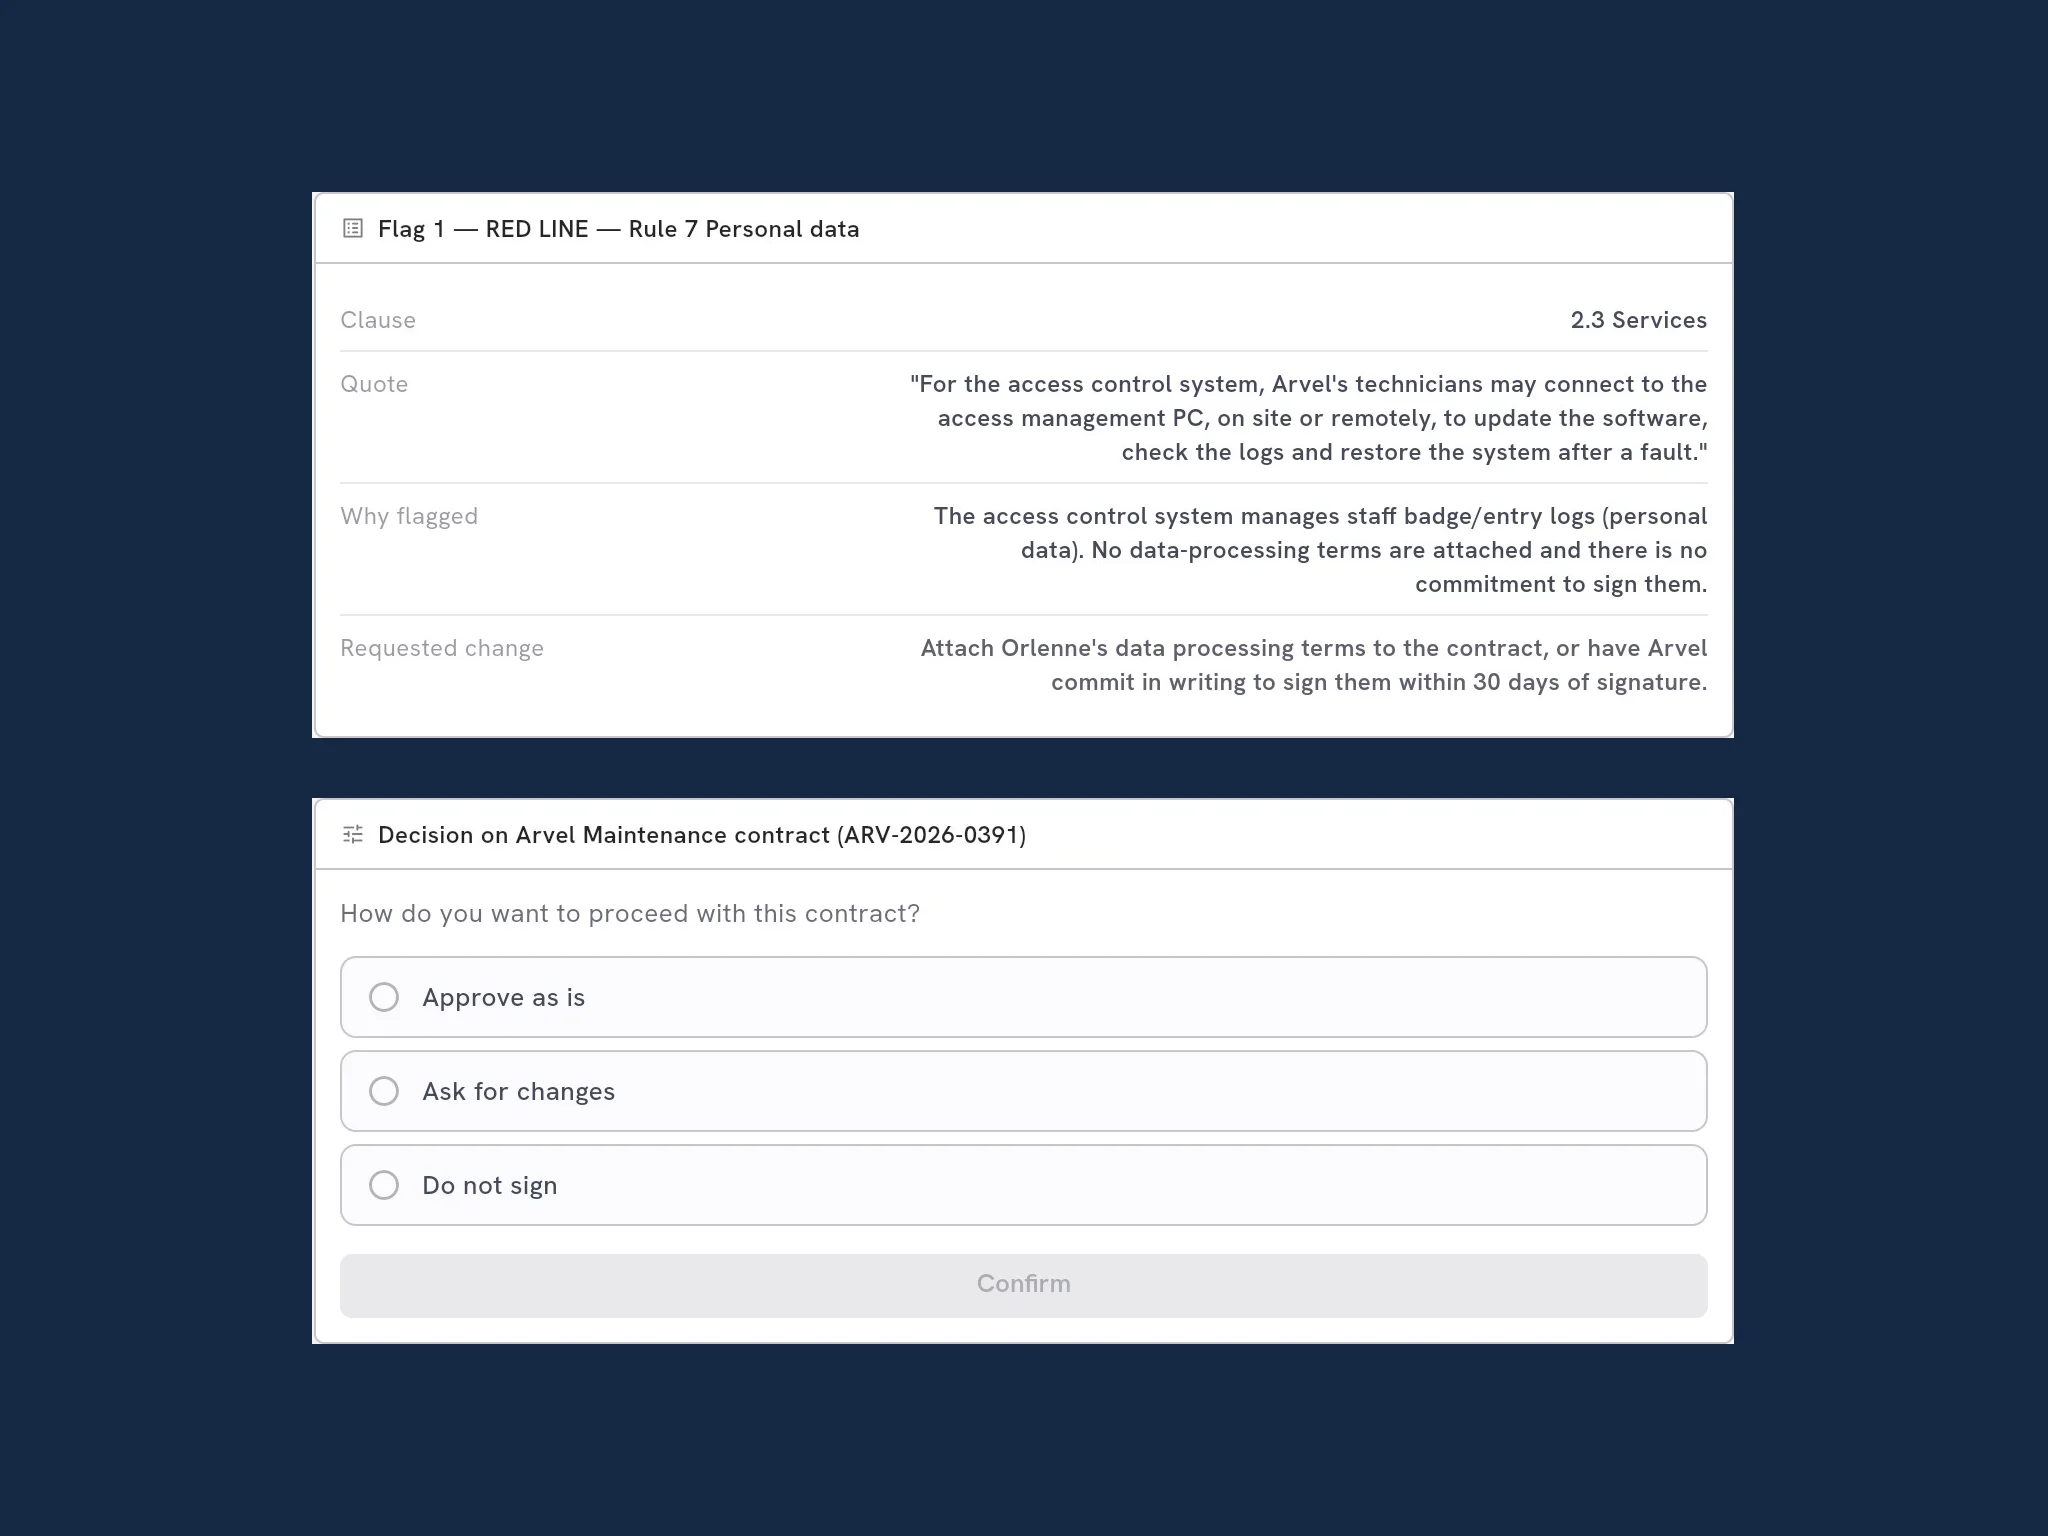 Flag 1 — RED LINE — Rule 7 Personal data
Clause
2.3 Services
Quote
"For the access control system, Arvel's technicians may connect to the
access management PC, on site or remotely, to update the software,
check the logs and restore the system after a fault."
Why flagged
The access control system manages staff badge/entry logs (personal
data). No data-processing terms are attached and there is no
commitment to sign them.
Requested change
Attach Orlenne's data processing terms to the contract, or have Arvel
commit in writing to sign them within 30 days of signature.
Decision on Arvel Maintenance contract (ARV-2026-0391)
How do you want to proceed with this contract?
Approve as is
Ask for changes
Do not sign
Confirm